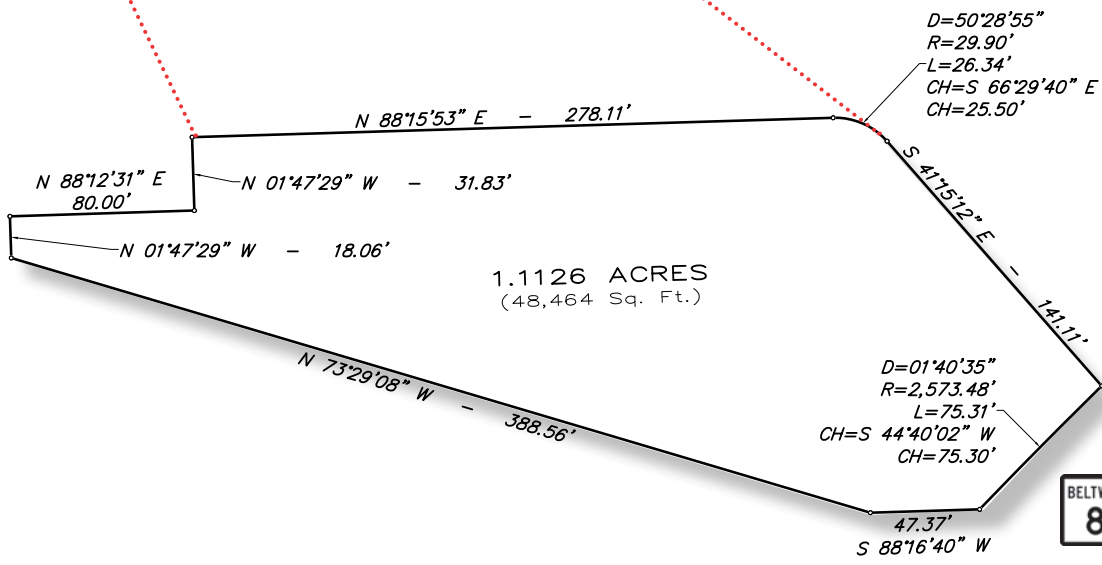 D=50°28'55"
R=29.90'
L=26.34'
CH=S 66°29'40" E
CH=25.50'
N 88°15'53" E - 278.11'
N 88°12'31" E
80.00'
N 01°47'29" W - 31.83'
S 41°15'12" E - 141.11'
N 01°47'29" W - 18.06'
1.1126 ACRES
(48,464 Sq. Ft.)
N 73°29'08" W - 388.56'
D=01°40'35"
R=2,573.48'
L=75.31'
CH=S 44°40'02" W
CH=75.30'
47.37'
S 88°16'40" W
8